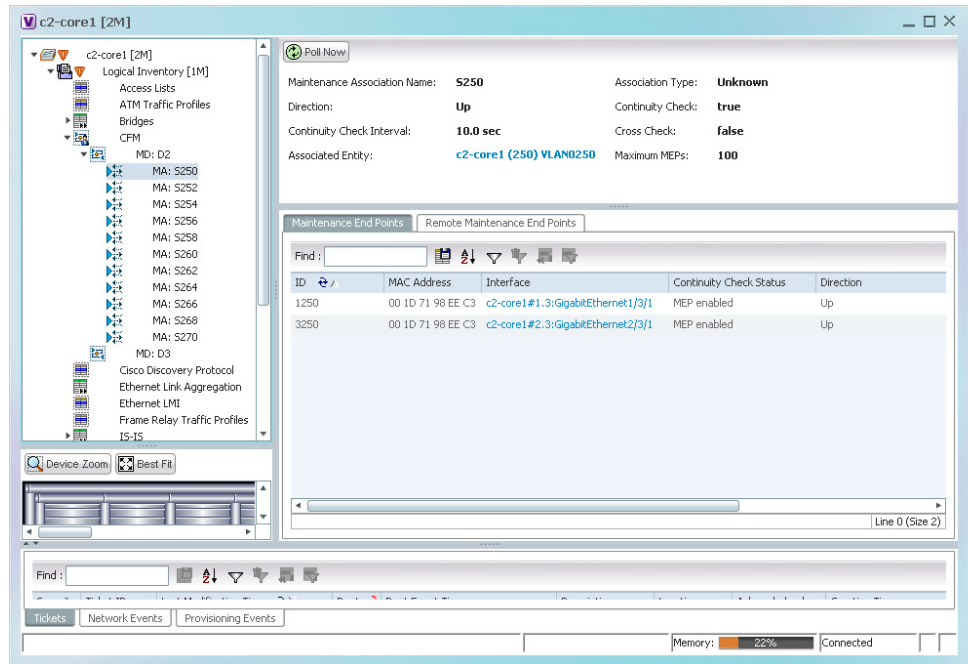 V c2-core1 [2M]
c2-core1 [2M]
Logical Inventory [1M]
Access Lists
ATM Traffic Profiles
Bridges
CFM
MD: D2
MA: S250
MA: S252
MA: S254
MA: S256
MA: S258
MA: S260
MA: S262
MA: S264
MA: S266
MA: S268
MA: S270
MD: D3
Cisco Discovery Protocol
Ethernet Link Aggregation
Ethernet LMI
Frame Relay Traffic Profiles
IS-IS
Device Zoom Best Fit
Poll Now
Maintenance Association Name: S250 Association Type: Unknown
Direction: Up Continuity Check: true
Continuity Check Interval: 10.0 sec Cross Check: false
Associated Entity: c2-core1 (250) VLAN0250 Maximum MEPs: 100
Maintenance End Points Remote Maintenance End Points
Find :
ID MAC Address Interface Continuity Check Status Direction
1250 00 1D 71 98 EE C3 c2-core1#1.3:GigabitEthernet1/3/1 MEP enabled Up
3250 00 1D 71 98 EE C3 c2-core1#2.3:GigabitEthernet2/3/1 MEP enabled Up
Line 0 (Size 2)
Find :
Tickets Network Events Provisioning Events
Memory: 22% Connected